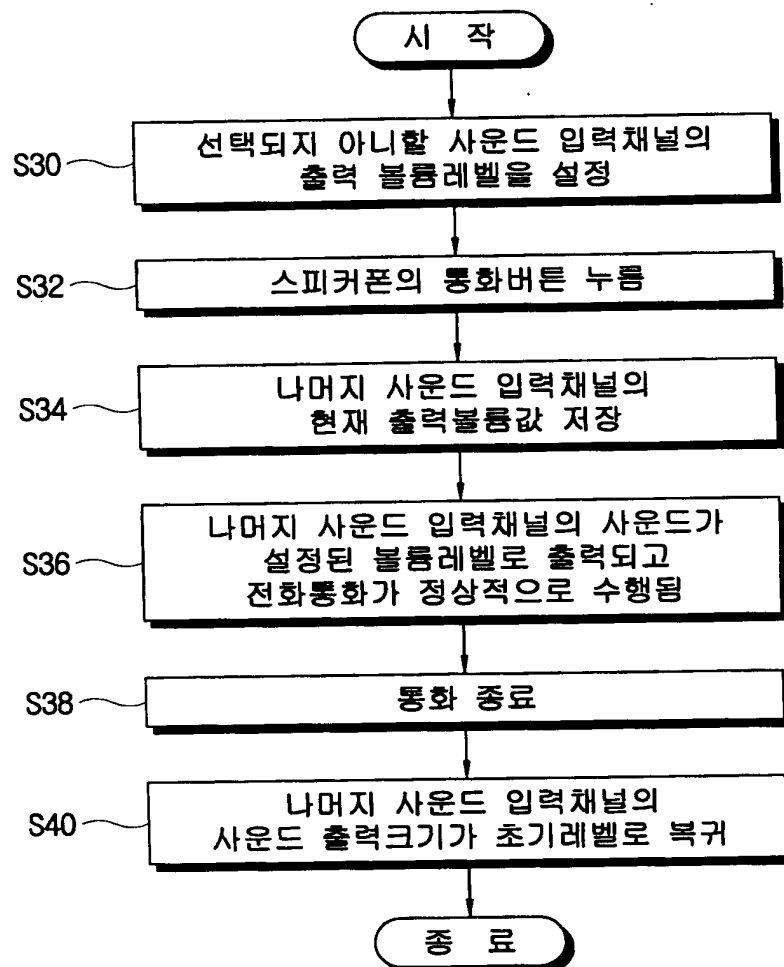 시 작
S30
선택되지 아니할 사운드 입력채널의
출력 볼륨레벨을 설정
S32
스피커폰의 통화버튼 누름
S34
나머지 사운드 입력채널의
현재 출력볼륨값 저장
S36
나머지 사운드 입력채널의 사운드가
설정된 볼륨레벨로 출력되고
전화통화가 정상적으로 수행됨
S38
통화 종료
S40
나머지 사운드 입력채널의
사운드 출력크기가 초기레벨로 복귀
종 료